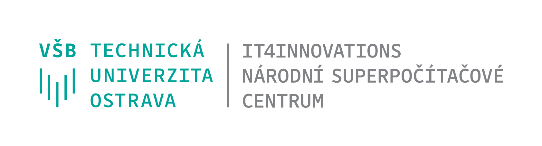 VŠB TECHNICKÁ
UNIVERZITA
OSTRAVA
IT4INNOVATIONS
NÁRODNÍ SUPERPOČÍTAČOVÉ
CENTRUM